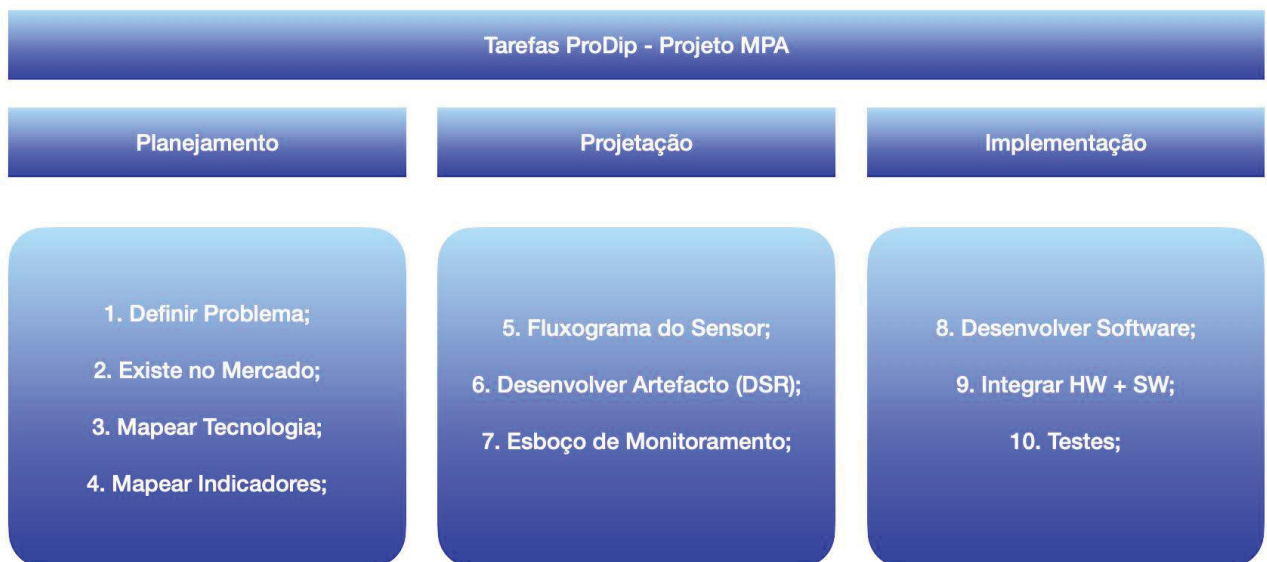 Tarefas ProDip - Projeto MPA
Planejamento
Projetação
Implementação
1. Definir Problema;
2. Existe no Mercado;
3. Mapear Tecnologia;
4. Mapear Indicadores;
5. Fluxograma do Sensor;
6. Desenvolver Artefacto (DSR);
7. Esboço de Monitoramento;
8. Desenvolver Software;
9. Integrar HW + SW;
10. Testes;